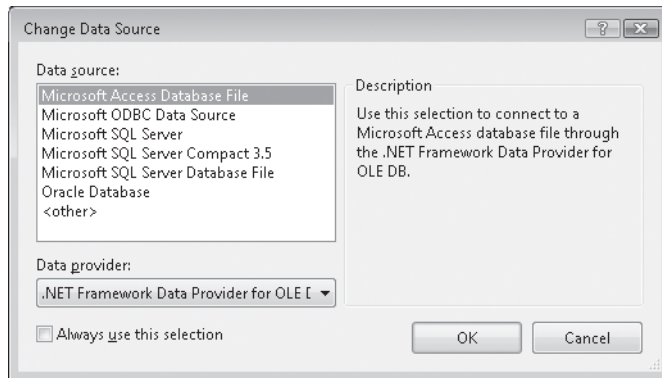 Change Data Source
Data source:
Microsoft Access Database File
Microsoft ODBC Data Source
Microsoft SQL Server
Microsoft SQL Server Compact 3.5
Microsoft SQL Server Database File
Oracle Database
<other>
Description
Use this selection to connect to a
Microsoft Access database file through
the .NET Framework Data Provider for
OLE DB.
Data provider:
.NET Framework Data Provider for OLE [
Always use this selection
OK
Cancel